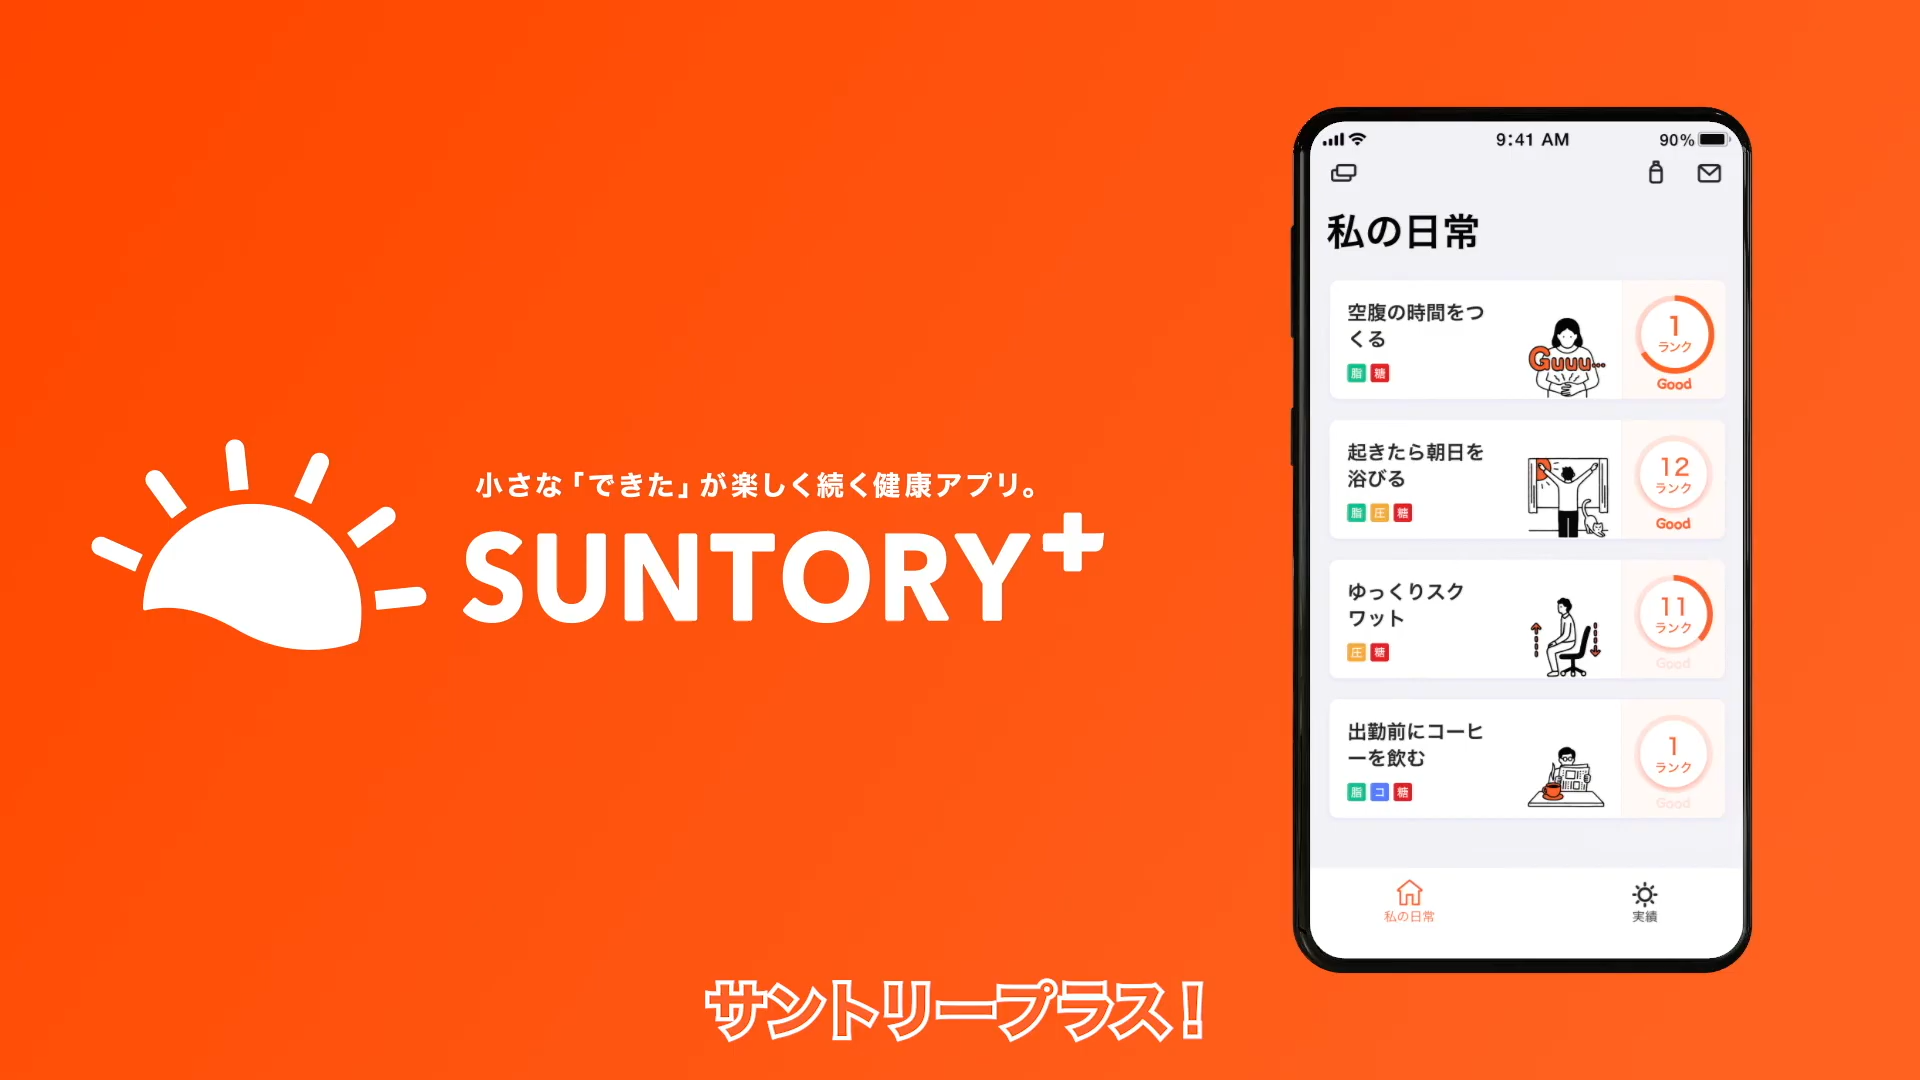 小さな「できた」が楽しく続く健康アプリ。
SUNTORY+
9:41 AM
90%
私の日常
空腹の時間をつ
くる
脂 糖
Guuu...
1
ランク
Good
起きたら朝日を
浴びる
脂 圧 糖
12
ランク
Good
ゆっくりスク
ワット
圧 糖
11
ランク
Good
出勤前にコーヒ
ーを飲む
脂 コ 糖
1
ランク
Good
私の日常
実績
サントリープラス！